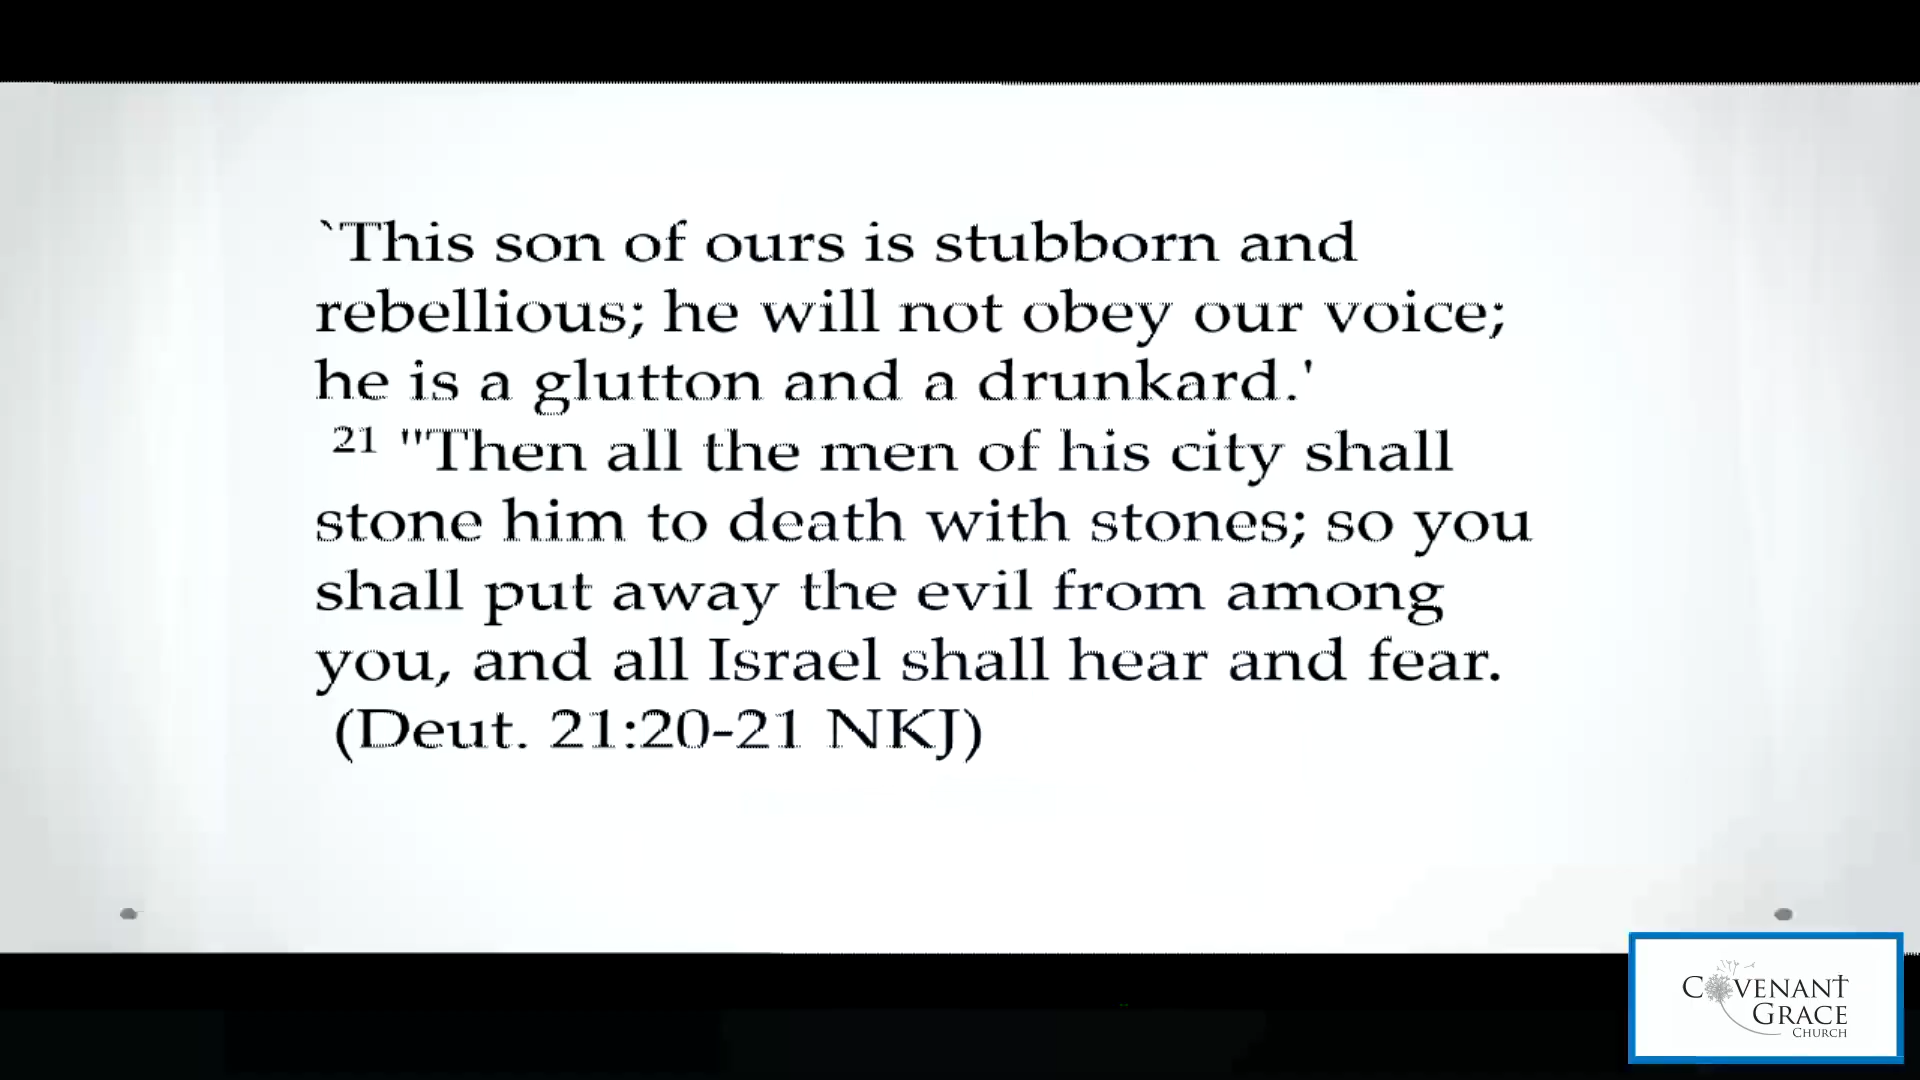 `This son of ours is stubborn and
rebellious; he will not obey our voice;
he is a glutton and a drunkard.'
21 "Then all the men of his city shall
stone him to death with stones; so you
shall put away the evil from among
you, and all Israel shall hear and fear.
(Deut. 21:20-21 NKJ)
COVENANT
GRACE
CHURCH